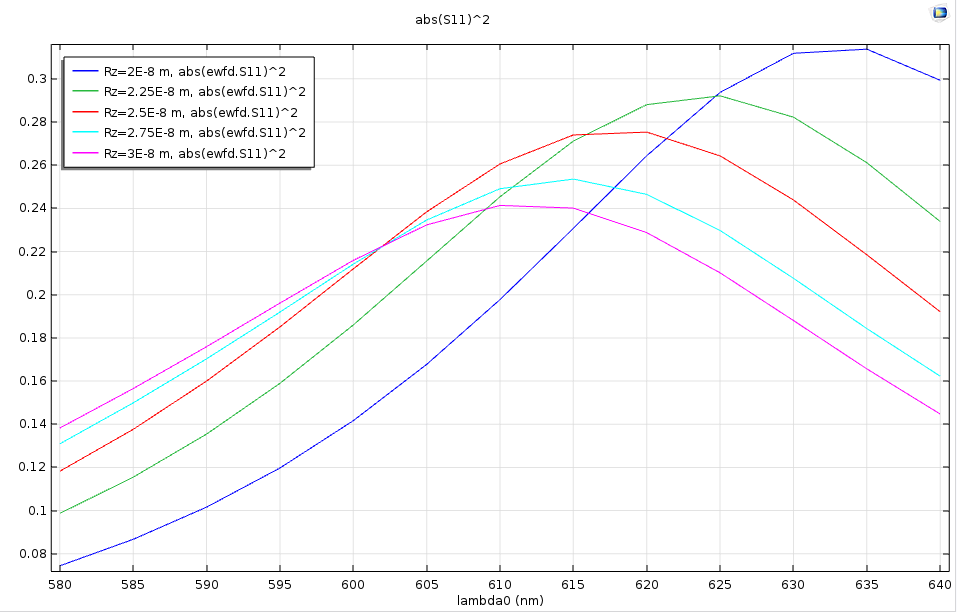 abs(S11)^2
Rz=2E-8 m, abs(ewfd.S11)^2
Rz=2.25E-8 m, abs(ewfd.S11)^2
Rz=2.5E-8 m, abs(ewfd.S11)^2
Rz=2.75E-8 m, abs(ewfd.S11)^2
Rz=3E-8 m, abs(ewfd.S11)^2
0.3
0.28
0.26
0.24
0.22
0.2
0.18
0.16
0.14
0.12
0.1
0.08
580 585 590 595 600 605 610 615 620 625 630 635 640
lambda0 (nm)